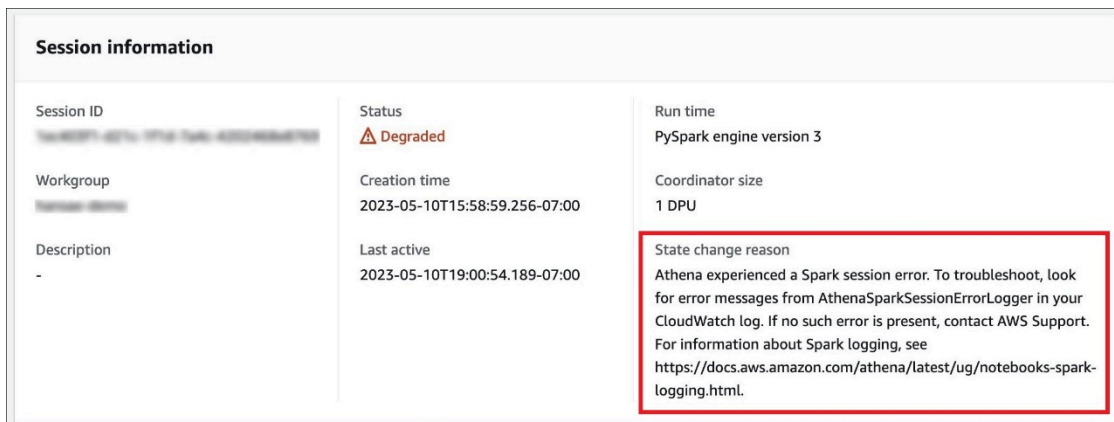 Session information
Session ID
Status
Degraded
Run time
PySpark engine version 3
Workgroup
Creation time
2023-05-10T15:58:59.256-07:00
Coordinator size
1 DPU
Description
-
Last active
2023-05-10T19:00:54.189-07:00
State change reason
Athena experienced a Spark session error. To troubleshoot, look
for error messages from AthenaSparkSessionErrorLogger in your
CloudWatch log. If no such error is present, contact AWS Support.
For information about Spark logging, see
https://docs.aws.amazon.com/athena/latest/ug/notebooks-spark-
logging.html.